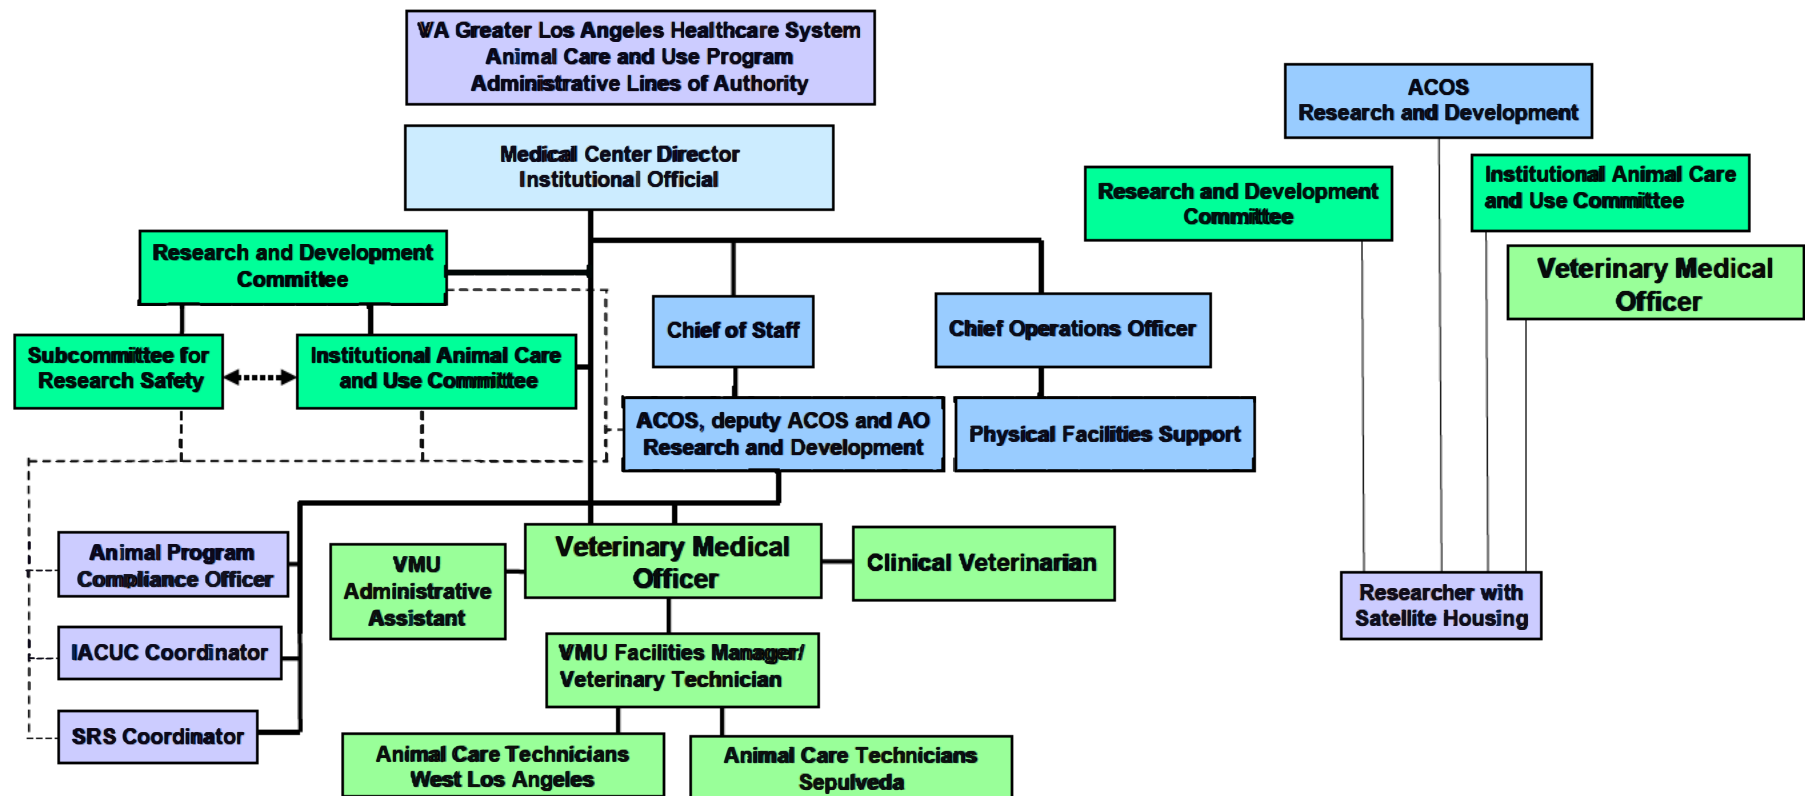 VA Greater Los Angeles Healthcare System
Animal Care and Use Program
Administrative Lines of Authority
Medical Center Director
Institutional Official
Research and Development
Committee
Subcommittee for
Research Safety
Institutional Animal Care
and Use Committee
Chief of Staff
Chief Operations Officer
ACOS, deputy ACOS and AO
Research and Development
Physical Facilities Support
Animal Program
Compliance Officer
IACUC Coordinator
SRS Coordinator
VMU
Administrative
Assistant
Veterinary Medical
Officer
Clinical Veterinarian
VMU Facilities Manager/
Veterinary Technician
Animal Care Technicians
West Los Angeles
Animal Care Technicians
Sepulveda
ACOS
Research and Development
Research and Development
Committee
Institutional Animal Care
and Use Committee
Veterinary Medical
Officer
Researcher with
Satellite Housing